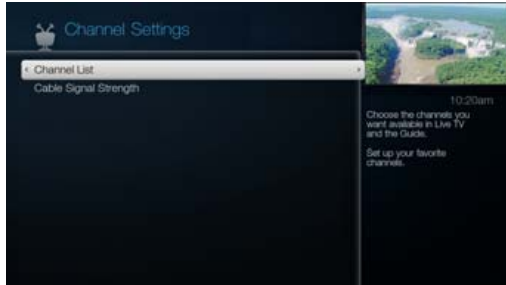 Channel Settings
Channel List
Cable Signal Strength
10:20am
Choose the channels you
want available in Live TV
and the Guide.
Set up your favorite
channels.